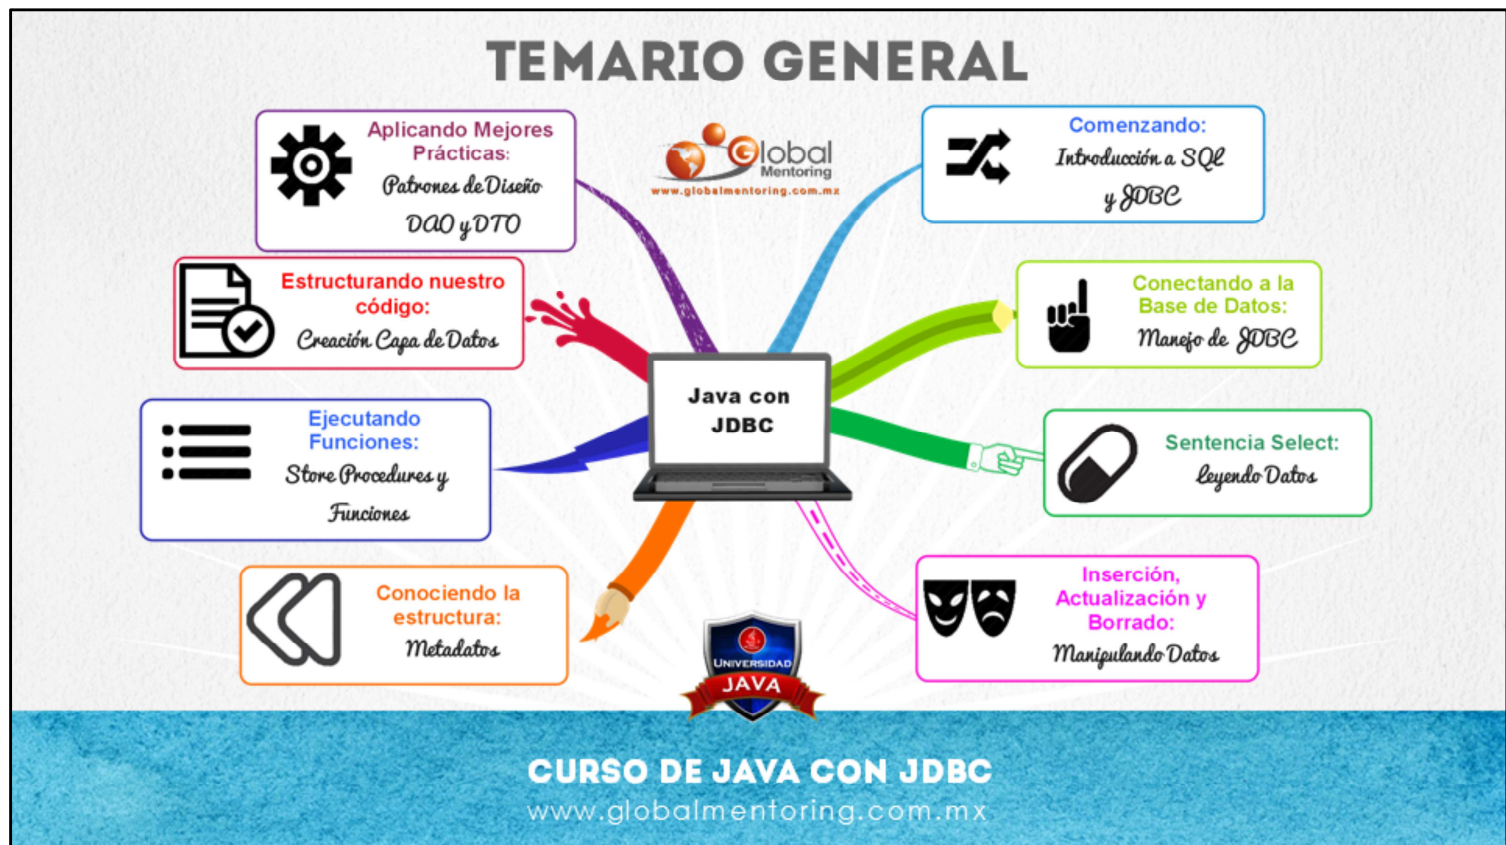 TEMARIO GENERAL
Aplicando Mejores
Prácticas:
Patrones de Diseño
DAO y DTO
Global
Mentoring
www.globalmentoring.com.mx
Comenzando:
Introducción a SQL
y JDBC
Estructurando nuestro
código:
Creación Capa de Datos
Conectando a la
Base de Datos:
Manejo de JDBC
Java con
JDBC
Ejecutando
Funciones:
Store Procedures y
Funciones
Sentencia Select:
Leyendo Datos
Conociendo la
estructura:
Metadatos
Inserción,
Actualización y
Borrado:
Manipulando Datos
UNIVERSIDAD
JAVA
CURSO DE JAVA CON JDBC
www.globalmentoring.com.mx